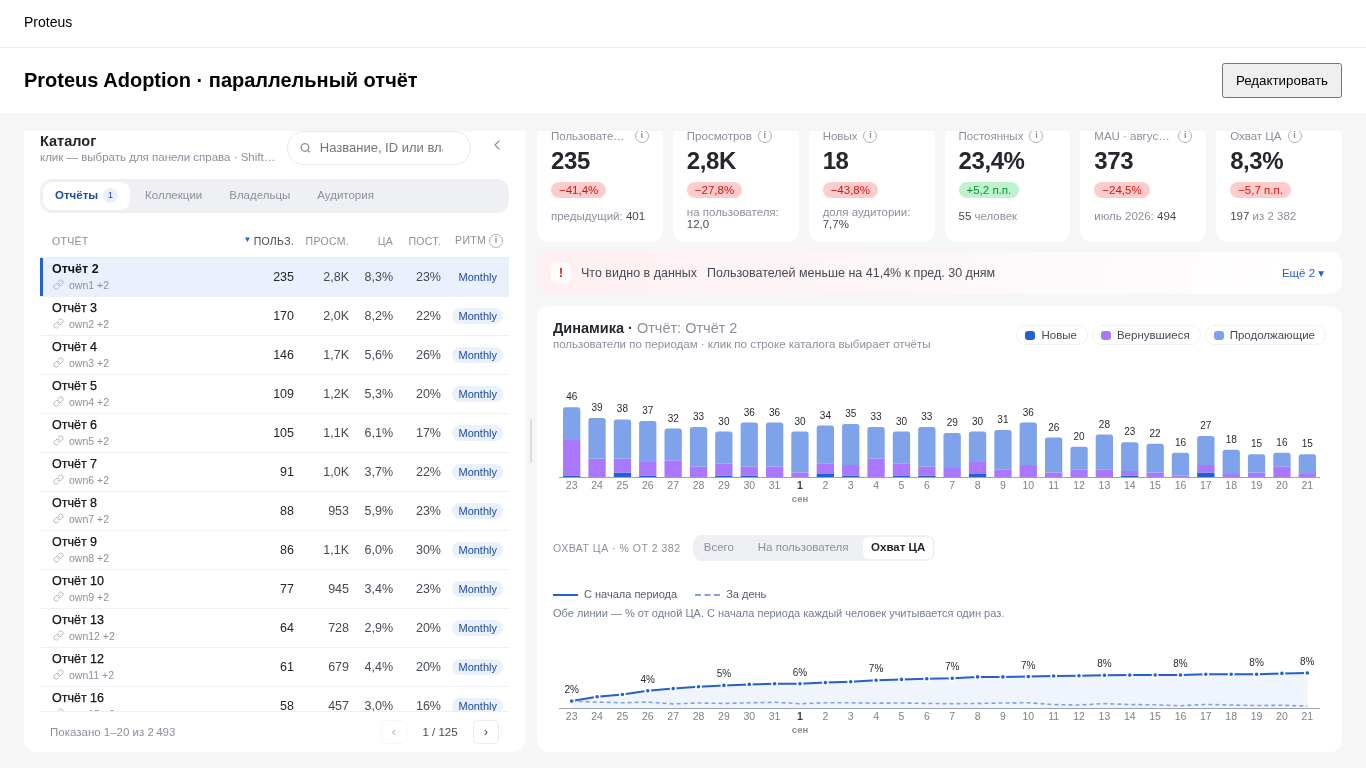 Proteus
Proteus Adoption · параллельный отчёт
Редактировать
Каталог
клик — выбрать для панели справа · Shift…
Название, ID или вл
Отчёты 1 Коллекции Владельцы Аудитория
ОТЧЁТ ▼ ПОЛЬЗ. ПРОСМ. ЦА ПОСТ. РИТМ i
Отчёт 2 235 2,8K 8,3% 23% Monthly
own1 +2
Отчёт 3 170 2,0K 8,2% 22% Monthly
own2 +2
Отчёт 4 146 1,7K 5,6% 26% Monthly
own3 +2
Отчёт 5 109 1,2K 5,3% 20% Monthly
own4 +2
Отчёт 6 105 1,1K 6,1% 17% Monthly
own5 +2
Отчёт 7 91 1,0K 3,7% 22% Monthly
own6 +2
Отчёт 8 88 953 5,9% 23% Monthly
own7 +2
Отчёт 9 86 1,1K 6,0% 30% Monthly
own8 +2
Отчёт 10 77 945 3,4% 23% Monthly
own9 +2
Отчёт 13 64 728 2,9% 20% Monthly
own12 +2
Отчёт 12 61 679 4,4% 20% Monthly
own11 +2
Отчёт 16 58 457 3,0% 16% Monthly
Показано 1–20 из 2 493 ‹ 1 / 125 ›
Пользовате… i
235
−41,4%
предыдущий: 401
Просмотров i
2,8K
−27,8%
на пользователя:
12,0
Новых i
18
−43,8%
доля аудитории:
7,7%
Постоянных i
23,4%
+5,2 п.п.
55 человек
MAU · авгус… i
373
−24,5%
июль 2026: 494
Охват ЦА i
8,3%
−5,7 п.п.
197 из 2 382
! Что видно в данных Пользователей меньше на 41,4% к пред. 30 дням Ещё 2 ▾
Динамика · Отчёт: Отчёт 2
пользователи по периодам · клик по строке каталога выбирает отчёты
Новые Вернувшиеся Продолжающие
46 39 38 37 32 33 30 36 36 30 34 35 33 30 33 29 30 31 36 26 20 28 23 22 16 27 18 15 16 15
23 24 25 26 27 28 29 30 31 1 2 3 4 5 6 7 8 9 10 11 12 13 14 15 16 17 18 19 20 21
сен
ОХВАТ ЦА · % ОТ 2 382 Всего На пользователя Охват ЦА
С начала периода За день
Обе линии — % от одной ЦА. С начала периода каждый человек учитывается один раз.
2% 4% 5% 6% 7% 7% 7% 8% 8% 8% 8%
23 24 25 26 27 28 29 30 31 1 2 3 4 5 6 7 8 9 10 11 12 13 14 15 16 17 18 19 20 21
сен